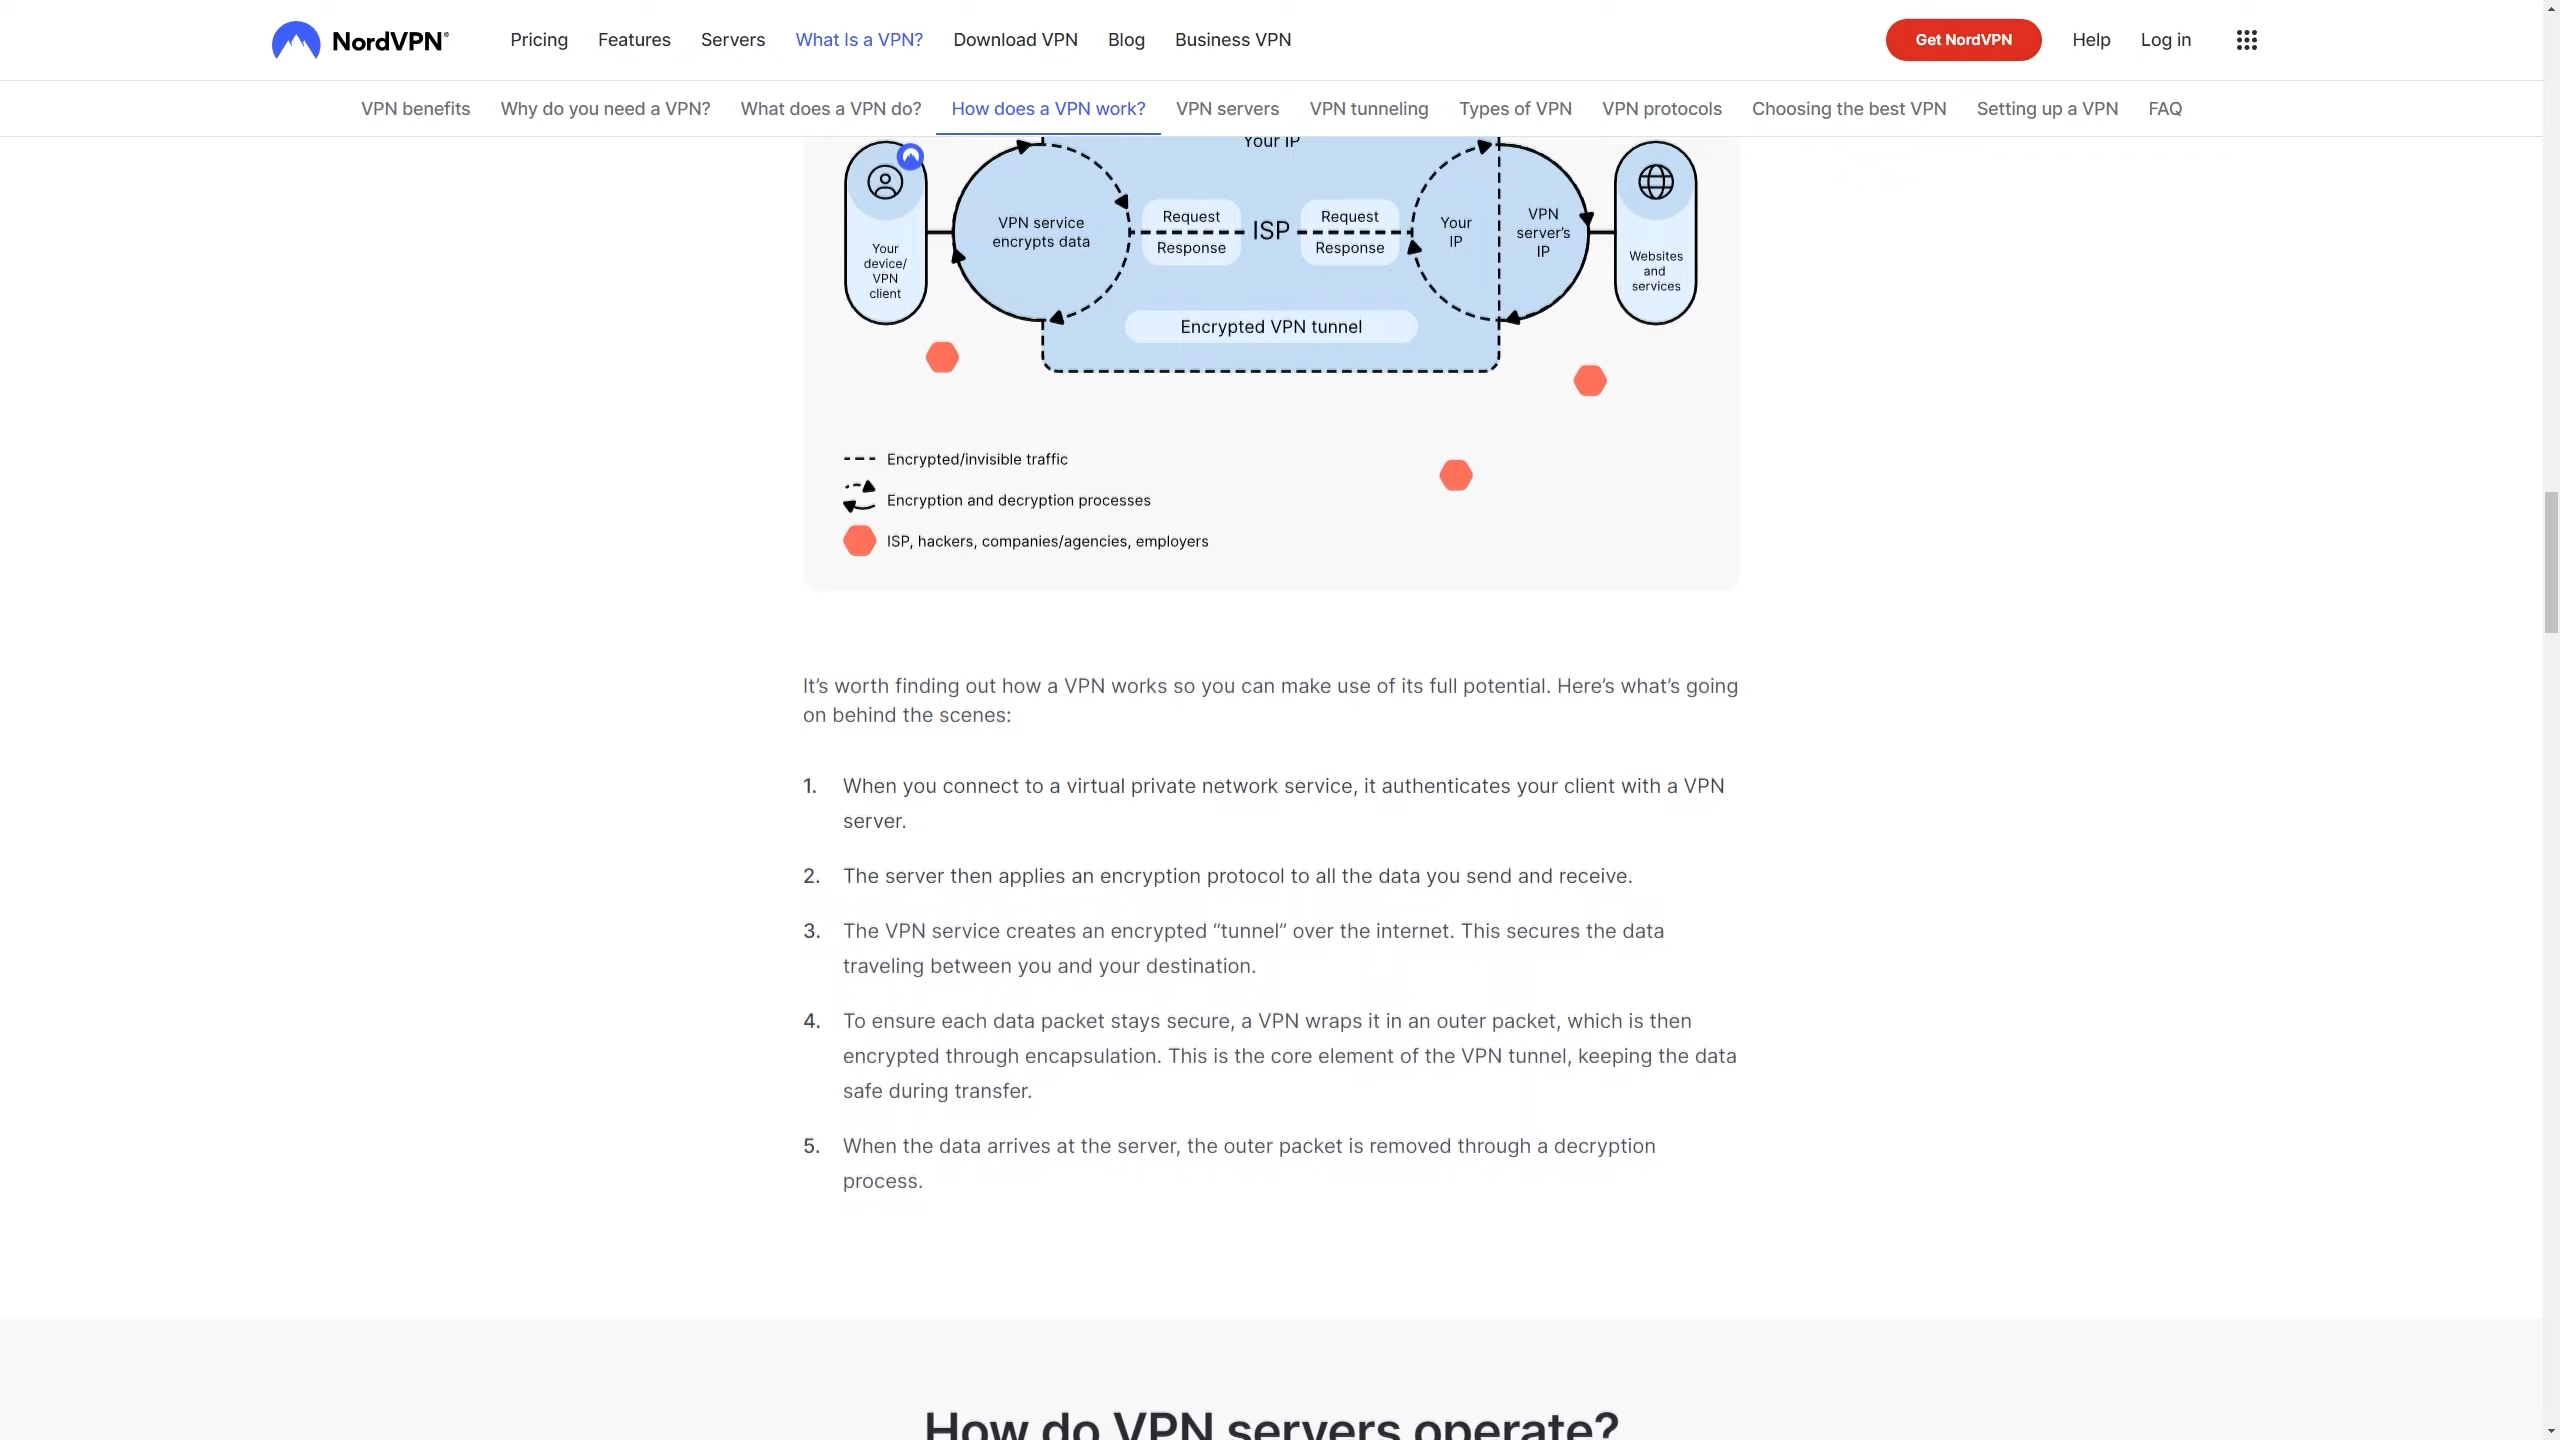 NordVPN®
Pricing
Features
Servers
What Is a VPN?
Download VPN
Blog
Business VPN
Get NordVPN
Help
Log in
VPN benefits
Why do you need a VPN?
What does a VPN do?
How does a VPN work?
VPN servers
VPN tunneling
Types of VPN
VPN protocols
Choosing the best VPN
Setting up a VPN
FAQ
Your IP
Your
device/
VPN
client
VPN service
encrypts data
Request
Response
ISP
Request
Response
Your
IP
VPN
server's
IP
Websites
and
services
Encrypted VPN tunnel
Encrypted/invisible traffic
Encryption and decryption processes
ISP, hackers, companies/agencies, employers
It’s worth finding out how a VPN works so you can make use of its full potential. Here’s what’s going
on behind the scenes:
1. When you connect to a virtual private network service, it authenticates your client with a VPN
server.
2. The server then applies an encryption protocol to all the data you send and receive.
3. The VPN service creates an encrypted “tunnel” over the internet. This secures the data
traveling between you and your destination.
4. To ensure each data packet stays secure, a VPN wraps it in an outer packet, which is then
encrypted through encapsulation. This is the core element of the VPN tunnel, keeping the data
safe during transfer.
5. When the data arrives at the server, the outer packet is removed through a decryption
process.
How do VPN servers operate?